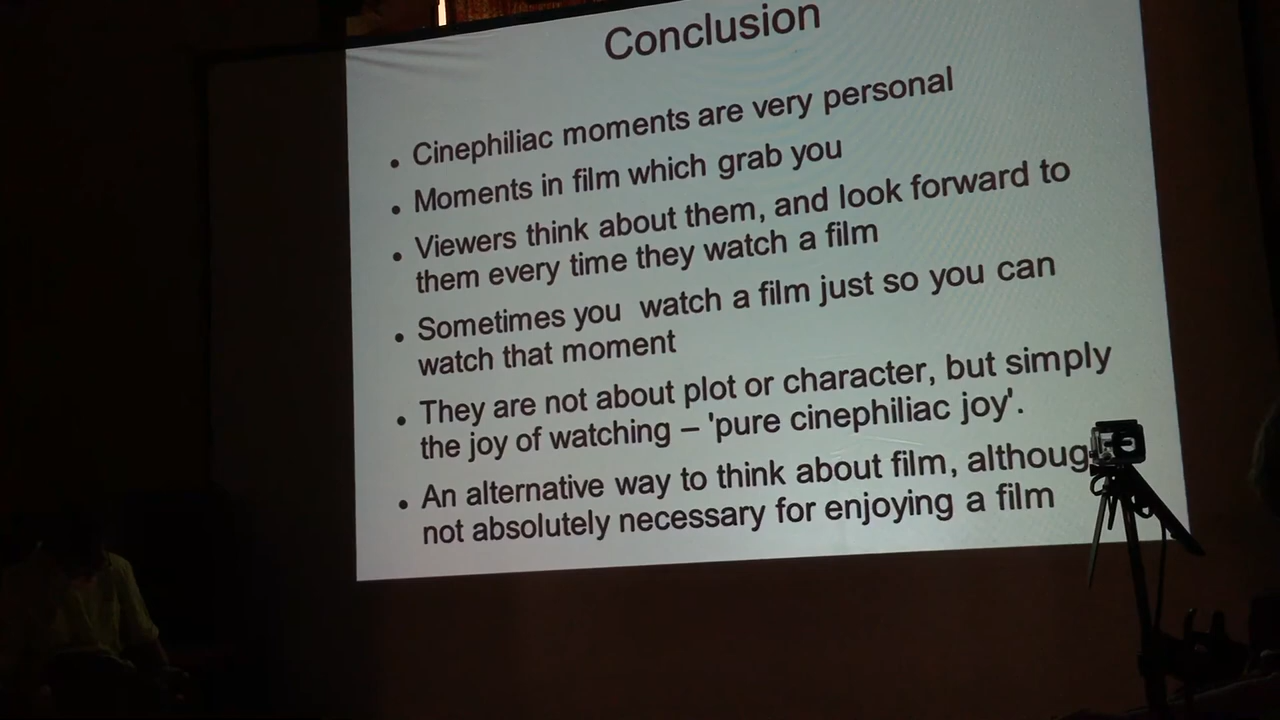 Conclusion
• Cinephiliac moments are very personal
• Moments in film which grab you
• Viewers think about them, and look forward to
them every time they watch a film
• Sometimes you watch a film just so you can
watch that moment
• They are not about plot or character, but simply
the joy of watching – 'pure cinephiliac joy'.
• An alternative way to think about film, althoug
not absolutely necessary for enjoying a film